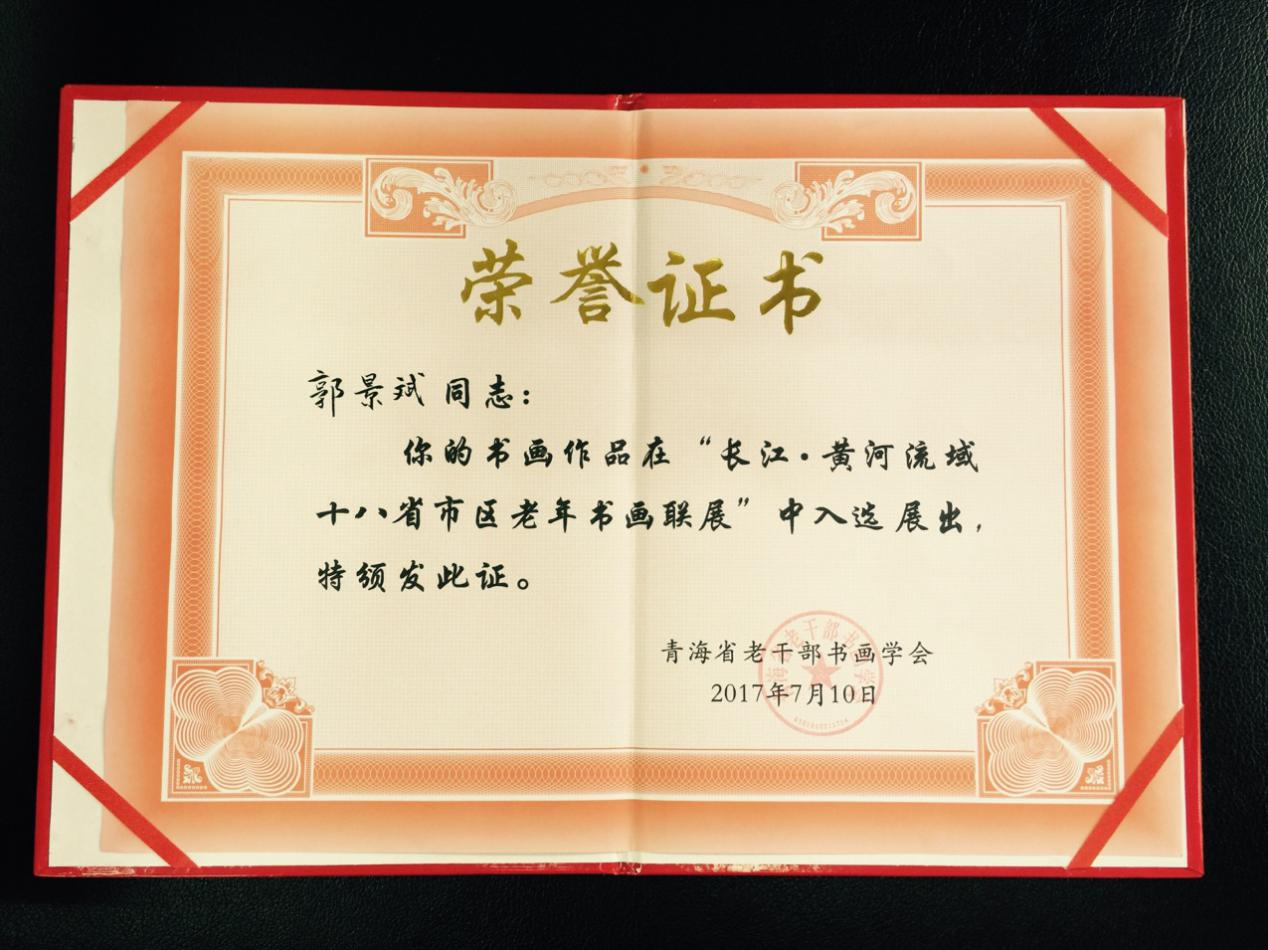 荣誉证书
郭景斌 同志：
你的书画作品在“长江·黄河流域
十八省市区老年书画联展”中入选展出，
特颁发此证。
青海省老干部书画学会
2017年7月10日